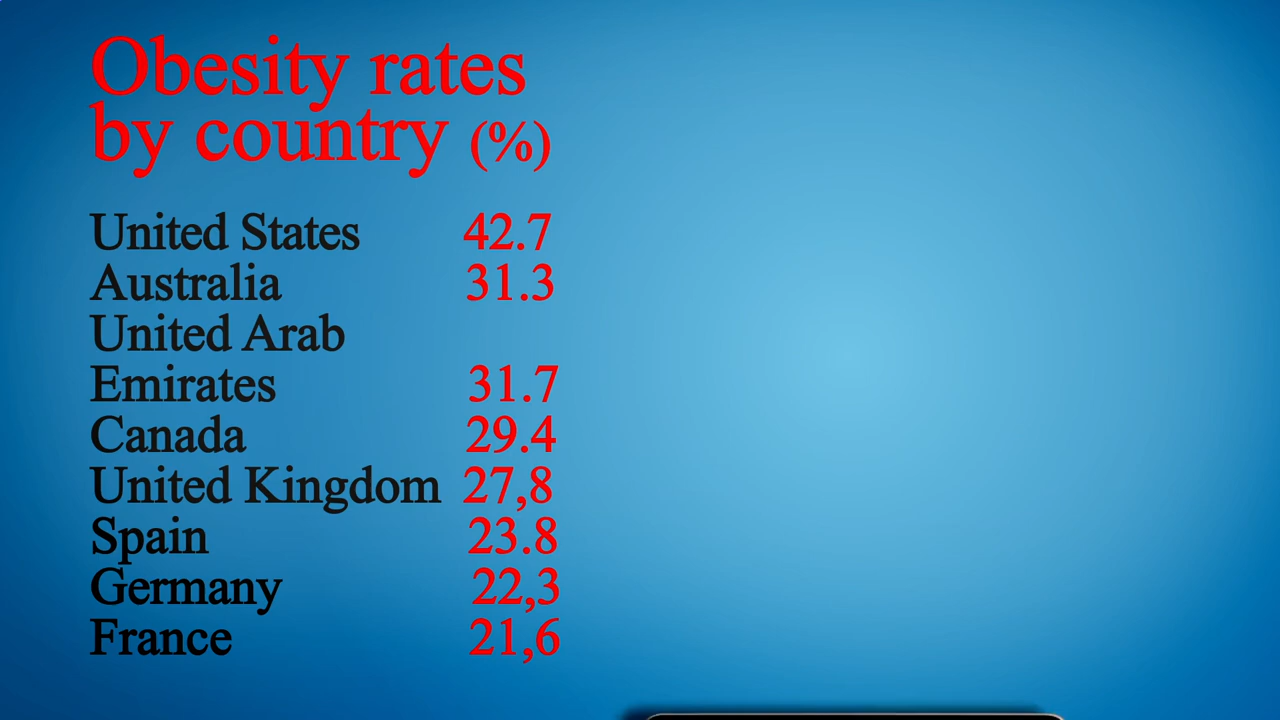 Obesity rates
by country (%)
United States 42.7
Australia 31.3
United Arab
Emirates 31.7
Canada 29.4
United Kingdom 27,8
Spain 23.8
Germany 22,3
France 21,6